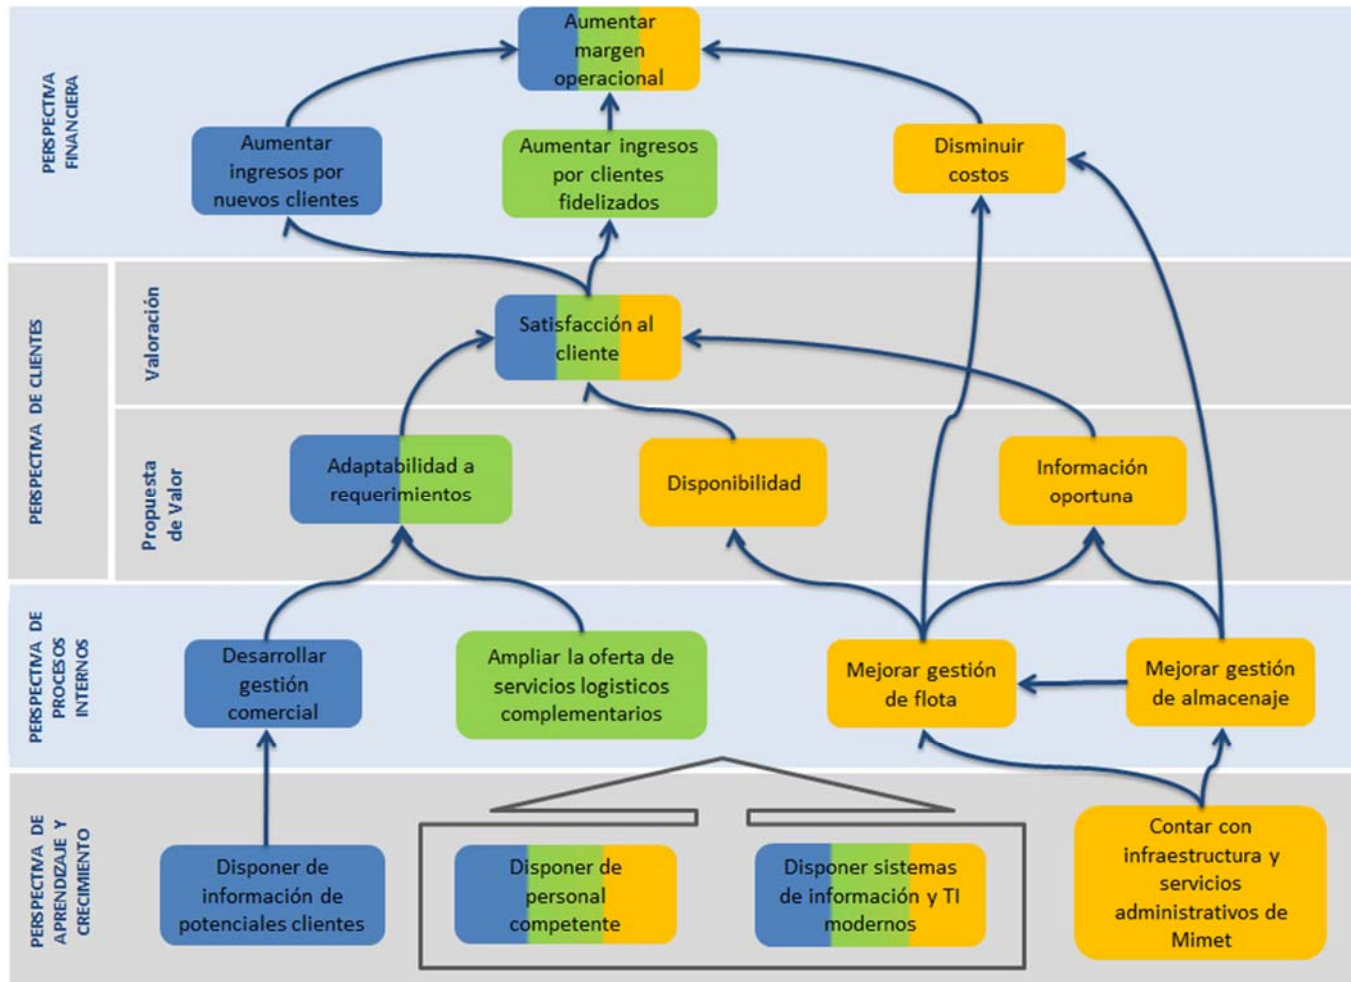 PERSPECTIVA
FINANCIERA
Aumentar
margen
operacional
Aumentar
ingresos por
nuevos clientes
Aumentar ingresos
por clientes
fidelizados
Disminuir
costos
PERSPECTIVA DE CLIENTES
Valoración
Satisfacción al
cliente
Propuesta
de Valor
Adaptabilidad a
requerimientos
Disponibilidad
Información
oportuna
PERSPECTIVA DE
PROCESOS
INTERNOS
Desarrollar
gestión
comercial
Ampliar la oferta de
servicios logisticos
complementarios
Mejorar gestión
de flota
Mejorar gestión
de almacenaje
PERSPECTIVA DE
APRENDIZAJE Y
CRECIMIENTO
Disponer de
información de
potenciales clientes
Disponer de
personal
competente
Disponer sistemas
de información y TI
modernos
Contar con
infraestructura y
servicios
administrativos de
Mimet